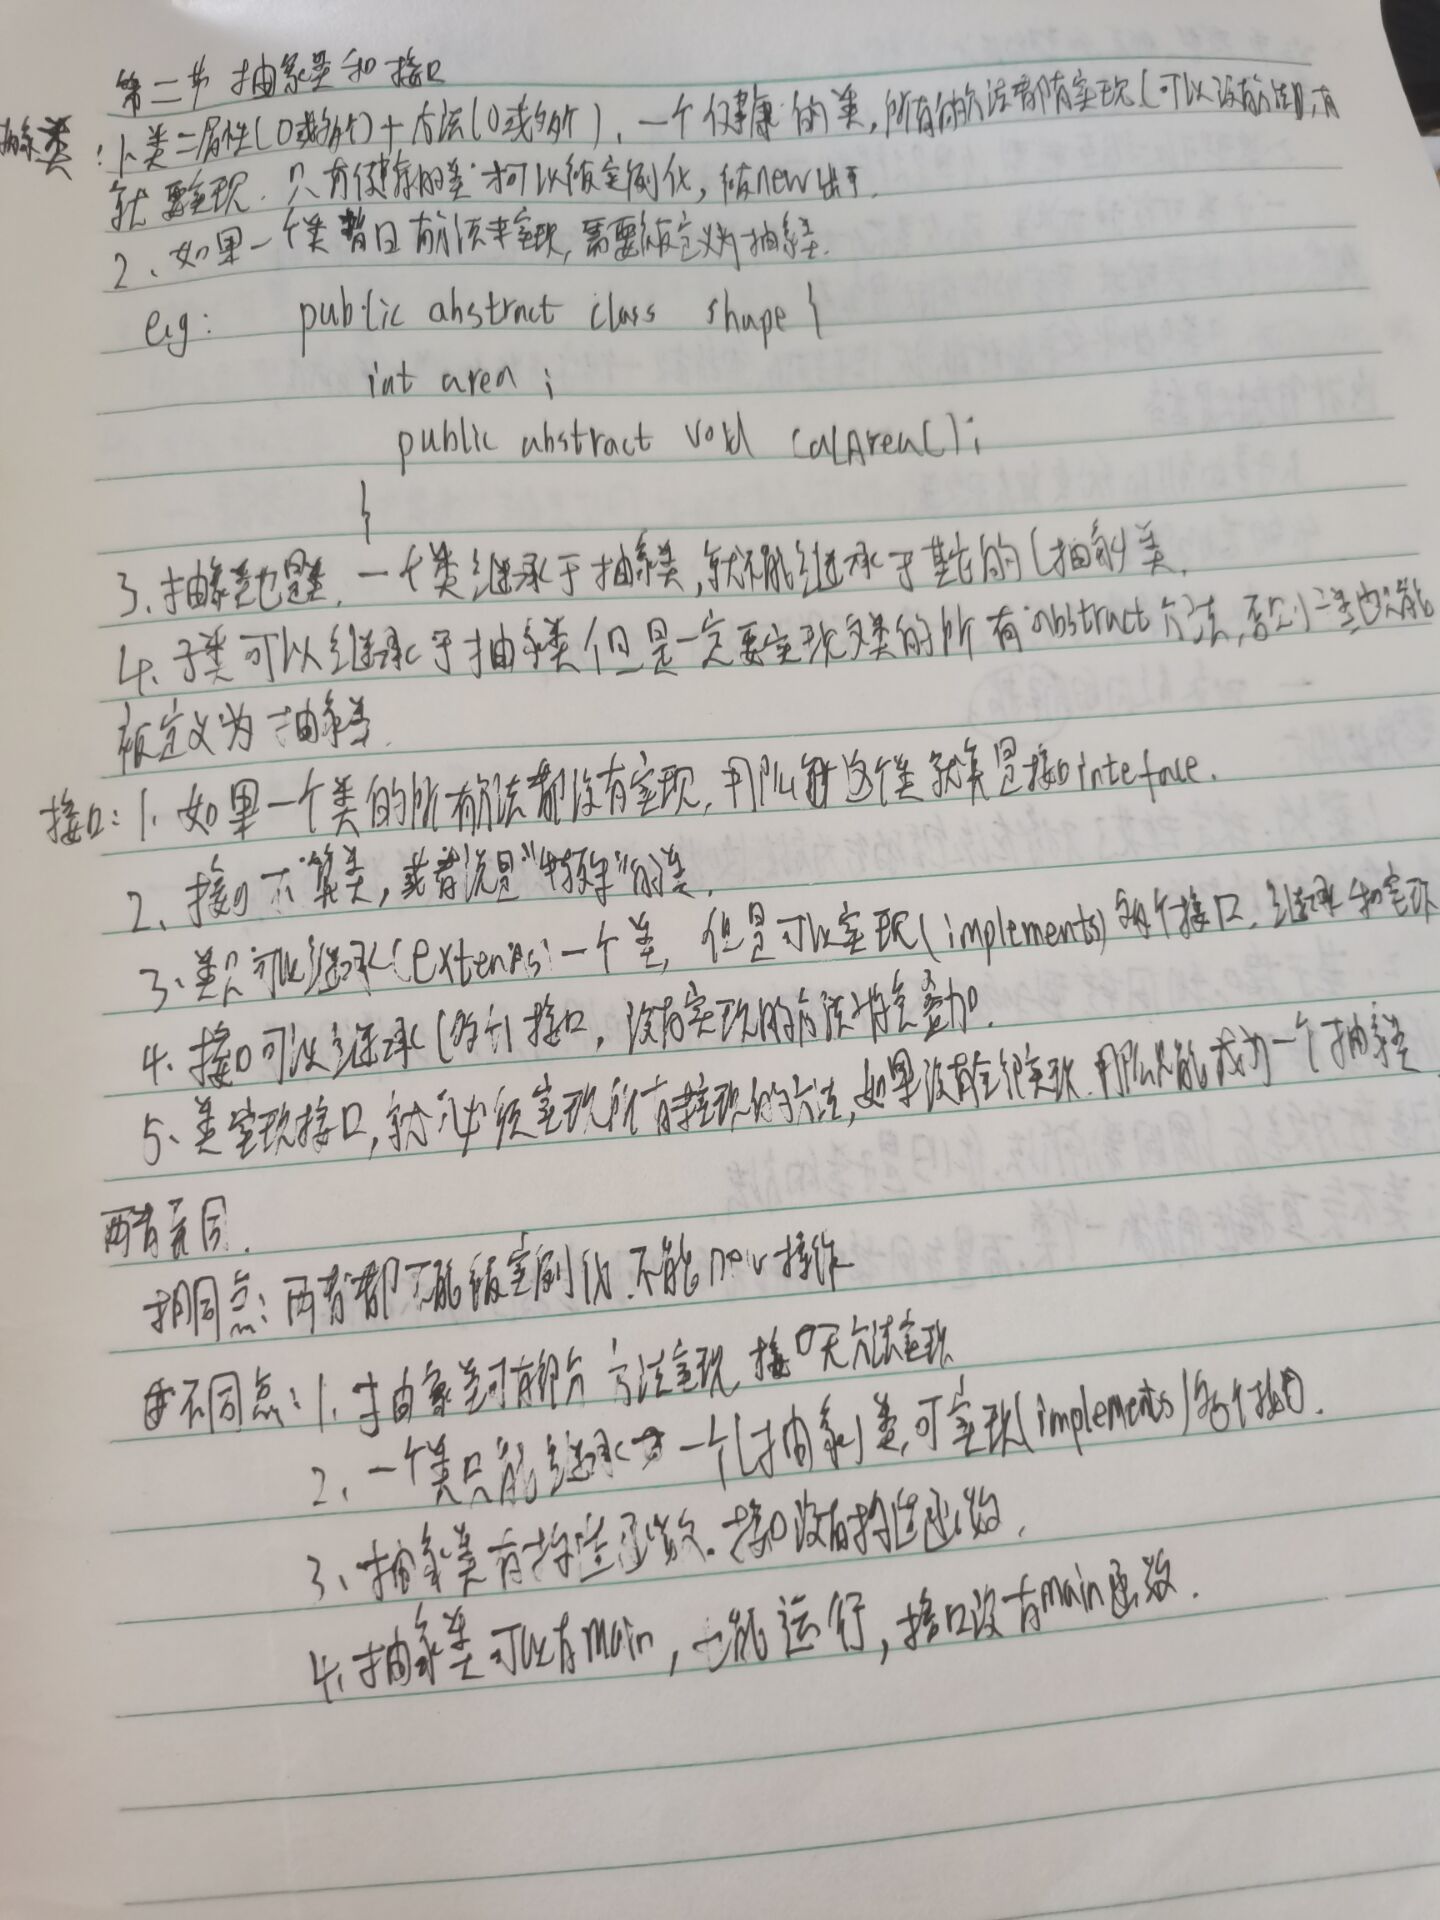 第二节 抽象类和接口
抽象类:1、类=属性(0或多个)+方法(0或多个)、一个健康的类,所有的方法都有实现(可以没有方法),有
就要实现. 只有健康的类才可以被实例化,被new出来.
2、如果一个类暂且有方法未实现,需要被定义为抽象类.
eg: public abstract class shape {
int area ;
public abstract void calArea();
}
3、抽象类也是类, 一个类继承于抽象类,就不能继承于其它的(抽象)类.
4、子类可以继承于抽象类但是一定要实现父类的所有abstract方法,否则子类也只能
被定义为抽象类.
接口:1、如果一个类的所有方法都没有实现,那么这个类就算是接口inteface.
2、接口不算类,或者说是“特殊”的类.
3、类只可以继承(extends)一个类,但是可以实现(implements)多个接口,继承和实现
4、接口可以继承(多个)接口,没有实现的方法将会叠加.
5、类实现接口,就必须实现所有未实现的方法,如果没有全部实现.那么只能成为一个抽象类
两者异同.
相同点:两者都不能被实例化.不能new操作
不同点:1、抽象类可有部分方法实现,接口无方法实现
2、一个类只能继承一个(抽象)类,可实现(implements)多个接口.
3、抽象类有构造函数.接口没有构造函数.
4、抽象类可以有main,也能运行,接口没有main函数.